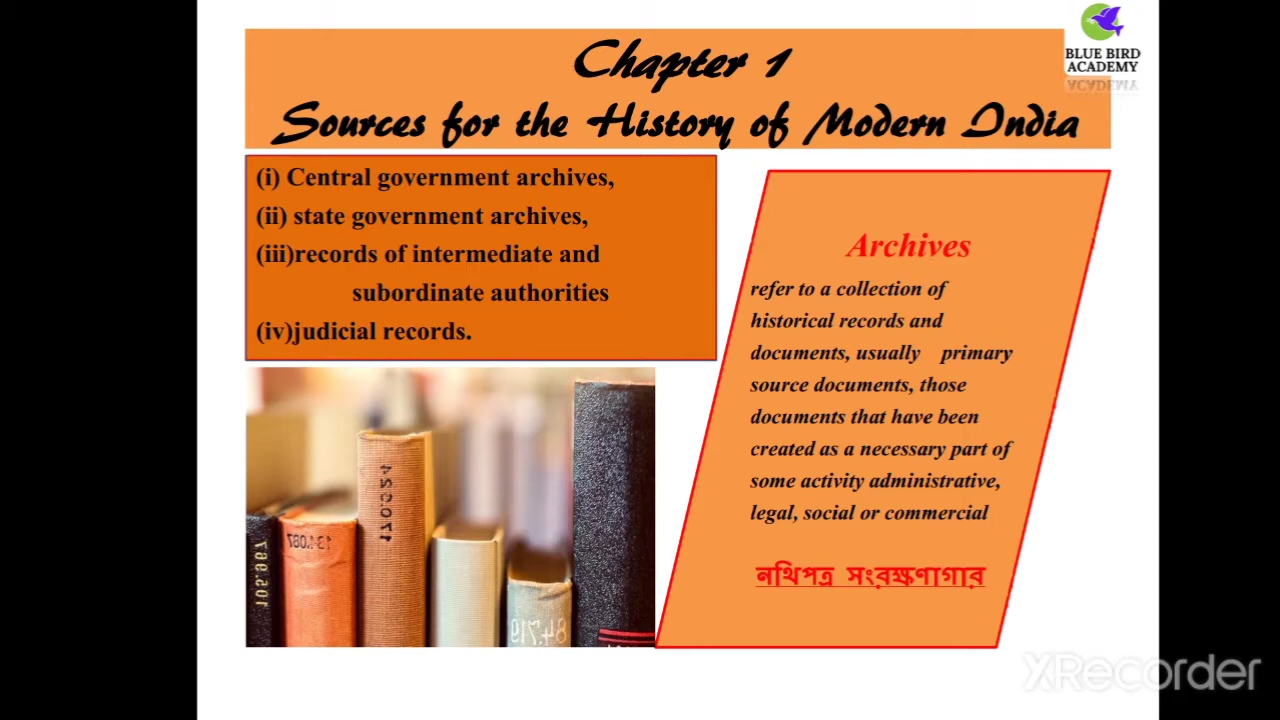 BLUE BIRD
ACADEMY
Chapter 1
Sources for the History of Modern India
(i) Central government archives,
(ii) state government archives,
(iii)records of intermediate and
subordinate authorities
(iv)judicial records.
Archives
refer to a collection of
historical records and
documents, usually primary
source documents, those
documents that have been
created as a necessary part of
some activity administrative,
legal, social or commercial
নথিপত্র সংরক্ষণাগার
170.924
XRecorder